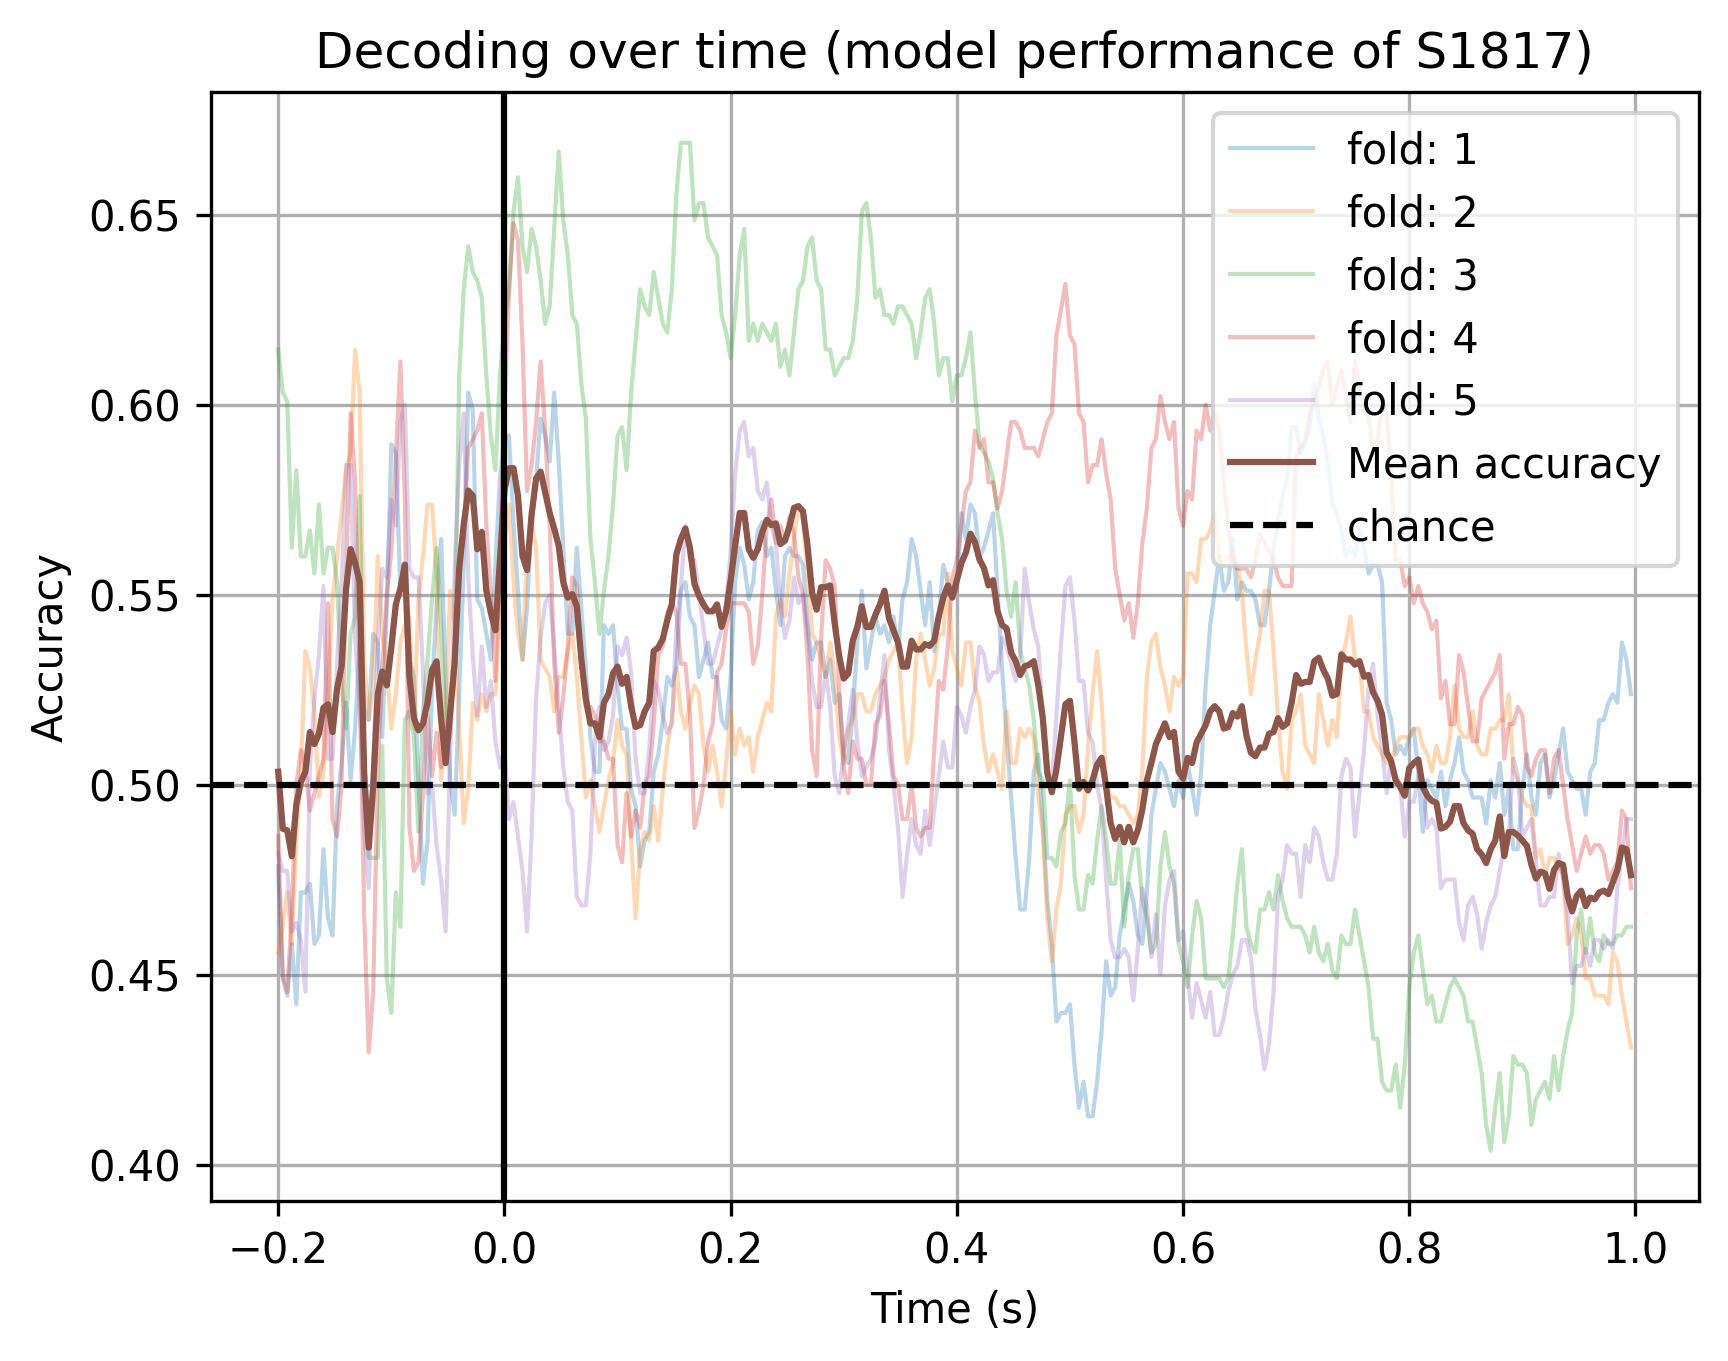 Decoding over time (model performance of S1817)
fold: 1
fold: 2
fold: 3
fold: 4
fold: 5
Mean accuracy
chance
Accuracy
0.65
0.60
0.55
0.50
0.45
0.40
−0.2 0.0 0.2 0.4 0.6 0.8 1.0
Time (s)